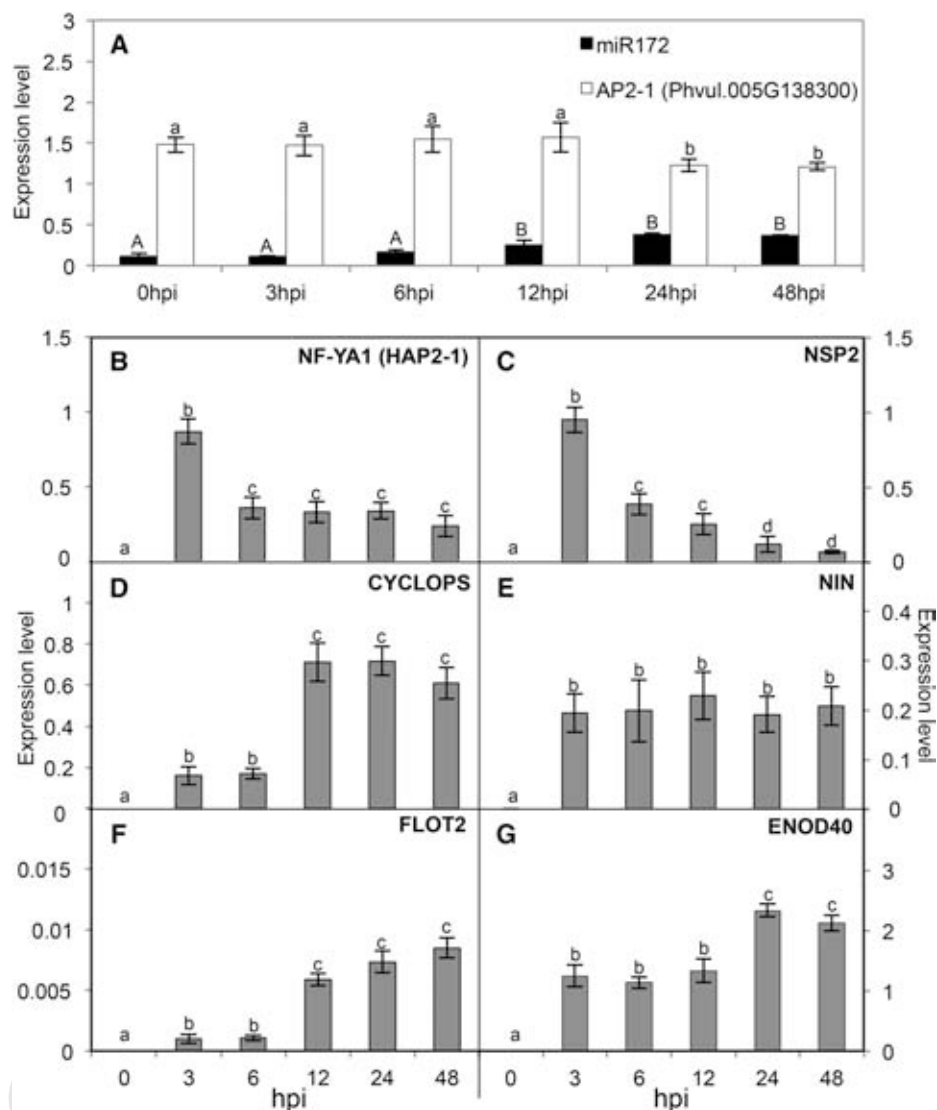 A
miR172
AP2-1 (Phvul.005G138300)
Expression level
3
2.5
2
1.5
1
0.5
0
a a a a b b
A A A B B B
0hpi 3hpi 6hpi 12hpi 24hpi 48hpi
B NF-YA1 (HAP2-1)
1.5
1
0.5
0
a b c c c c
C NSP2
1.5
1
0.5
0
a b c c d d
D CYCLOPS
Expression level
1
0.8
0.6
0.4
0.2
0
a b b c c c
E NIN
Expression level
0.4
0.3
0.2
0.1
0
a b b b b b
F FLOT2
0.015
0.01
0.005
0
a b b c c c
0 3 6 12 24 48
hpi
G ENOD40
3
2
1
0
a b b b c c
0 3 6 12 24 48
hpi